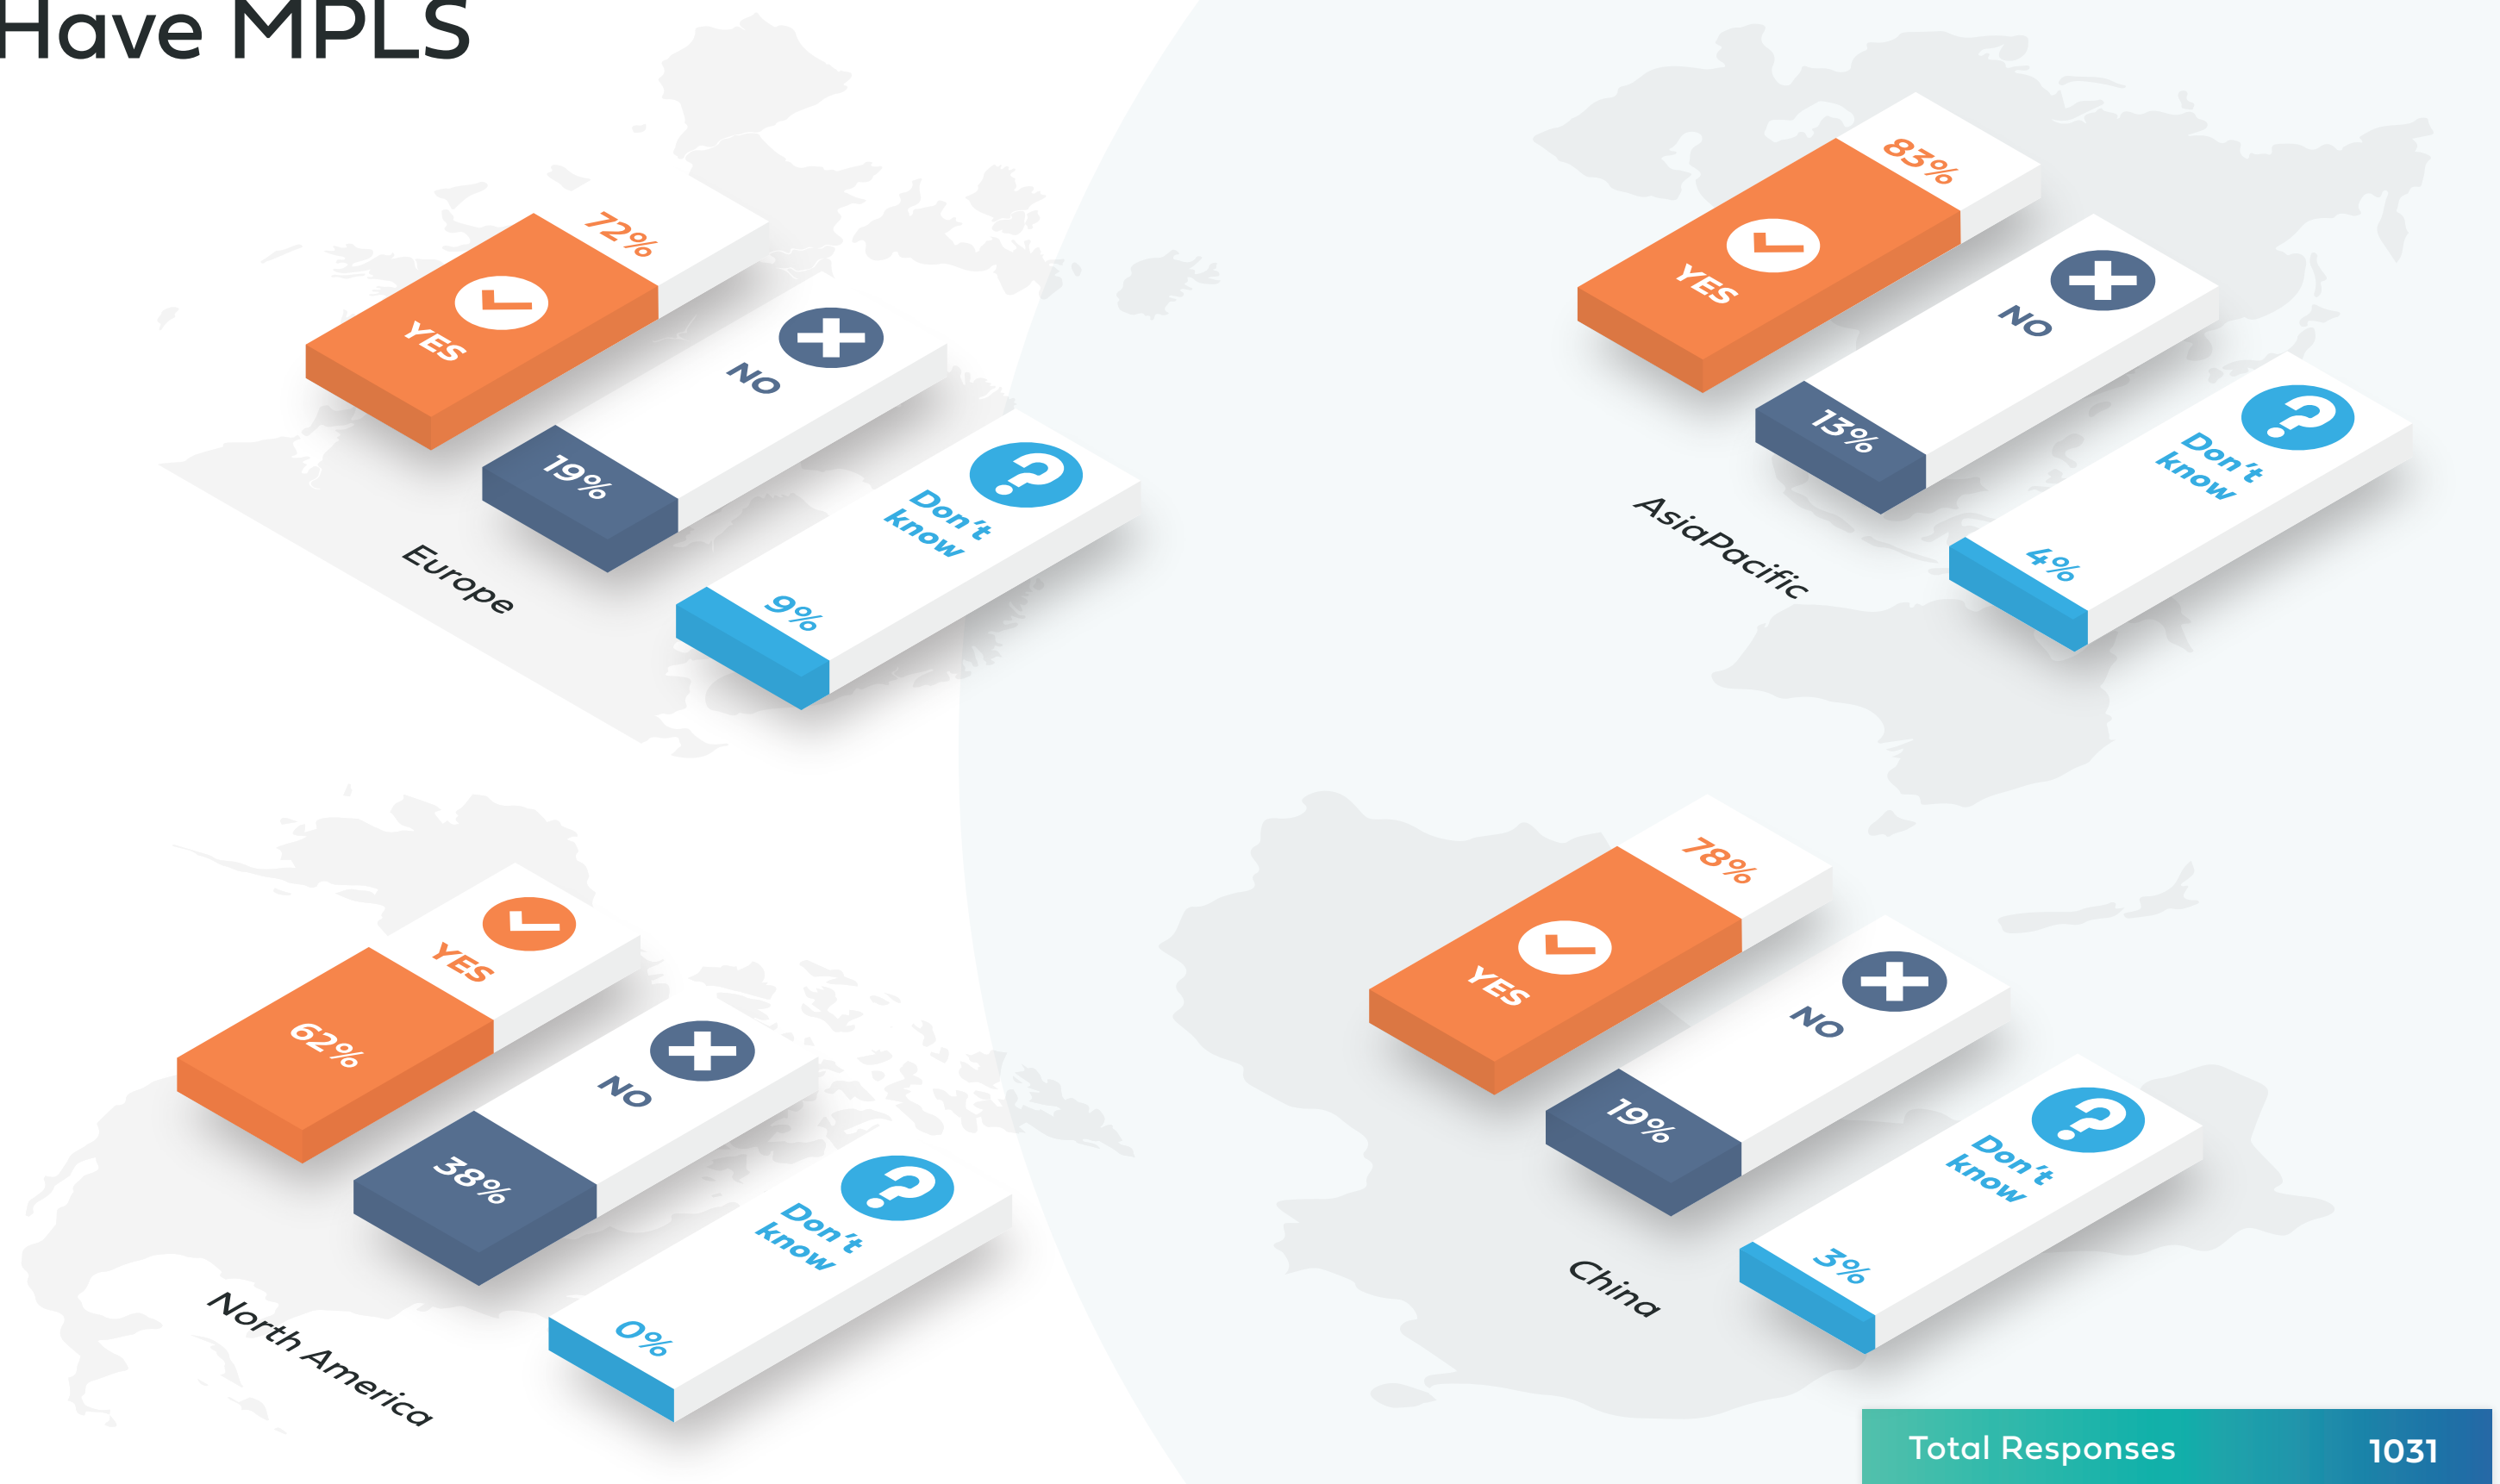 Have MPLS
72%
YES
NO
19%
Don't
know
9%
Europe
83%
YES
NO
13%
Don't
know
4%
AsiaPacific
YES
62%
NO
38%
Don't
know
0%
North America
78%
YES
NO
19%
Don't
know
3%
China
Total Responses 1031